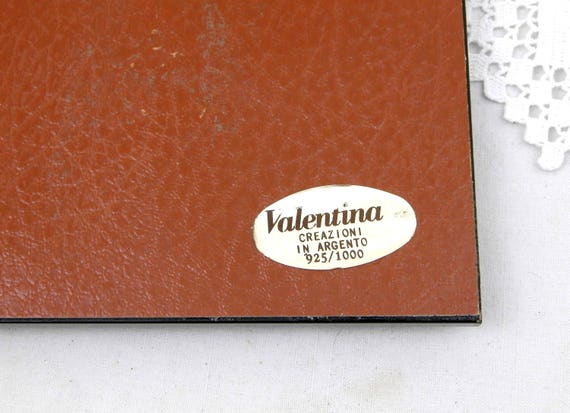 Valentina
CREAZIONI
IN ARGENTO
925/1000